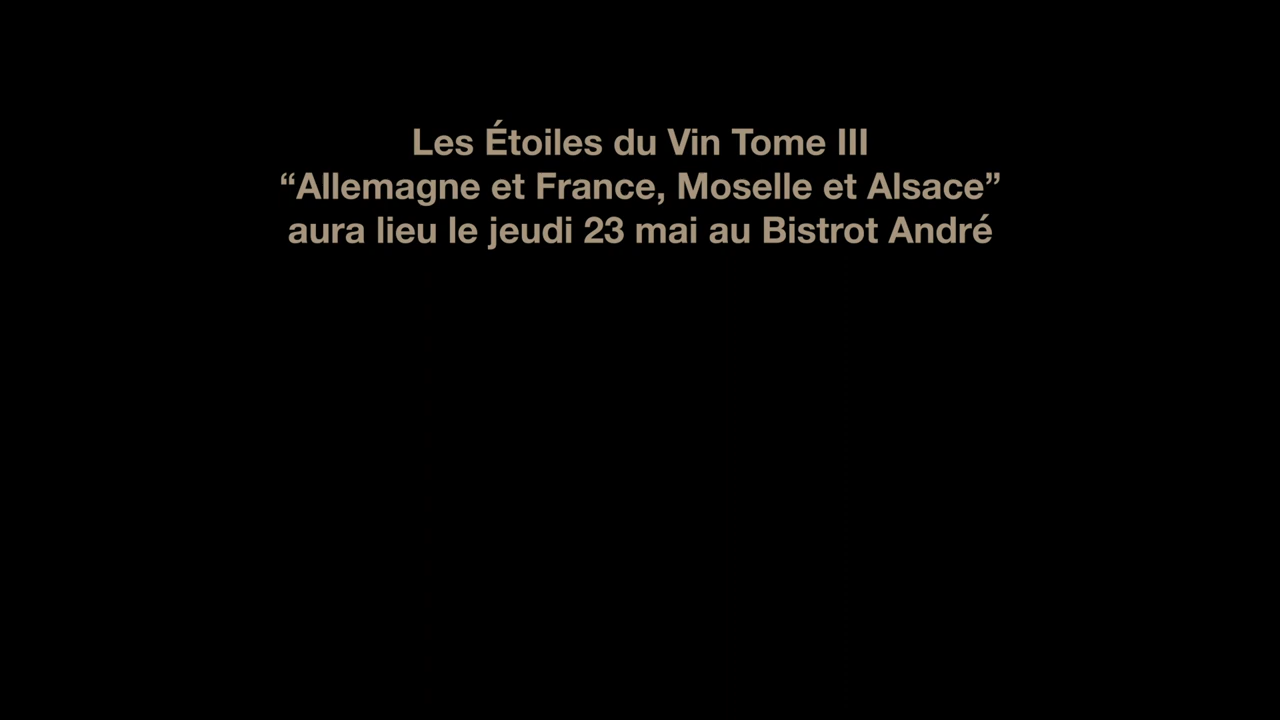 Les Étoiles du Vin Tome III
“Allemagne et France, Moselle et Alsace”
aura lieu le jeudi 23 mai au Bistrot André